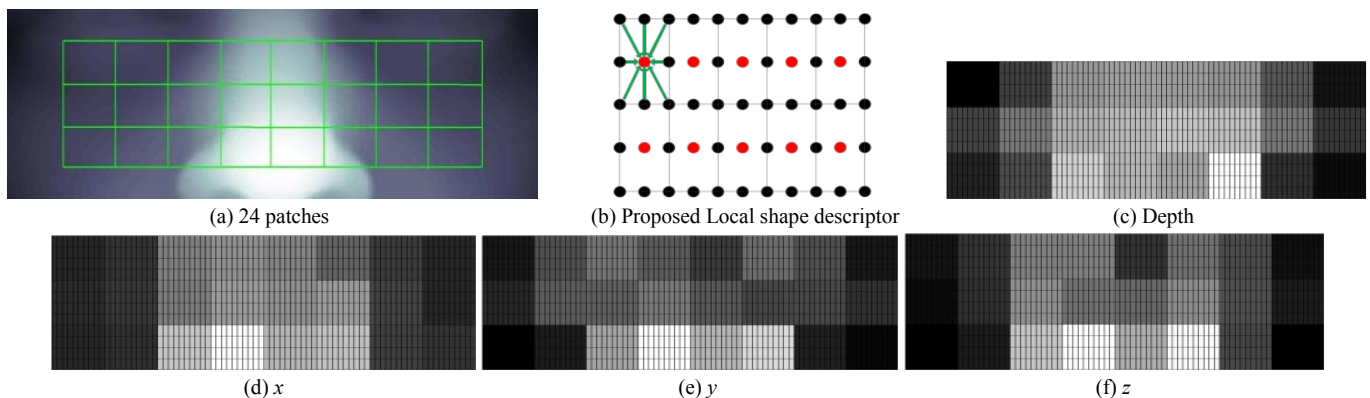 (a) 24 patches
(b) Proposed Local shape descriptor
(c) Depth
(d) x
(e) y
(f) z